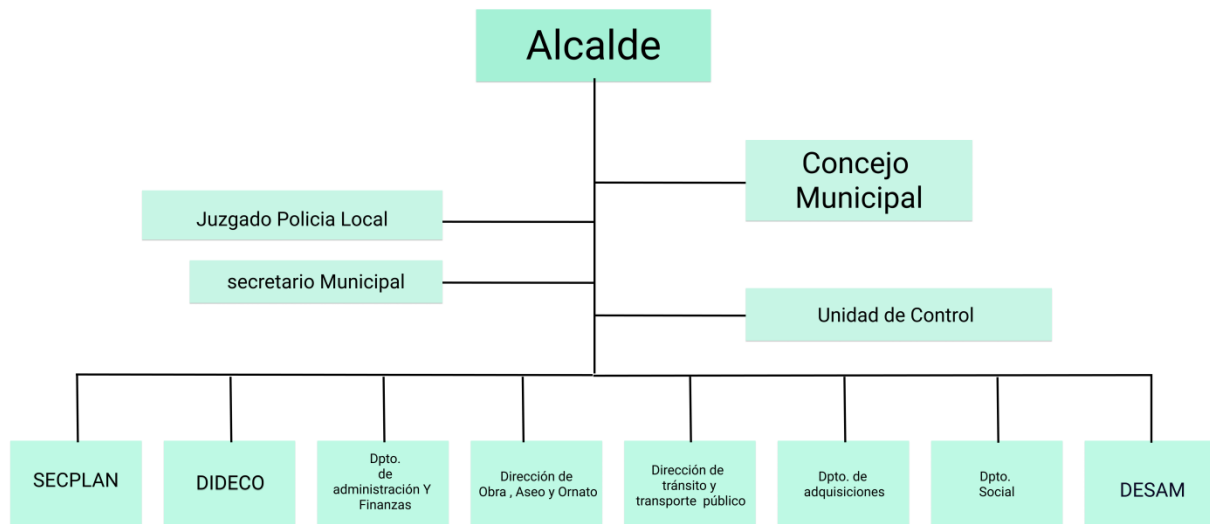 Alcalde
Concejo
Municipal
Juzgado Policia Local
secretario Municipal
Unidad de Control
SECPLAN
DIDECO
Dpto.
de
administración Y
Finanzas
Dirección de
Obra , Aseo y Ornato
Dirección de
tránsito y
transporte público
Dpto. de
adquisiciones
Dpto.
Social
DESAM